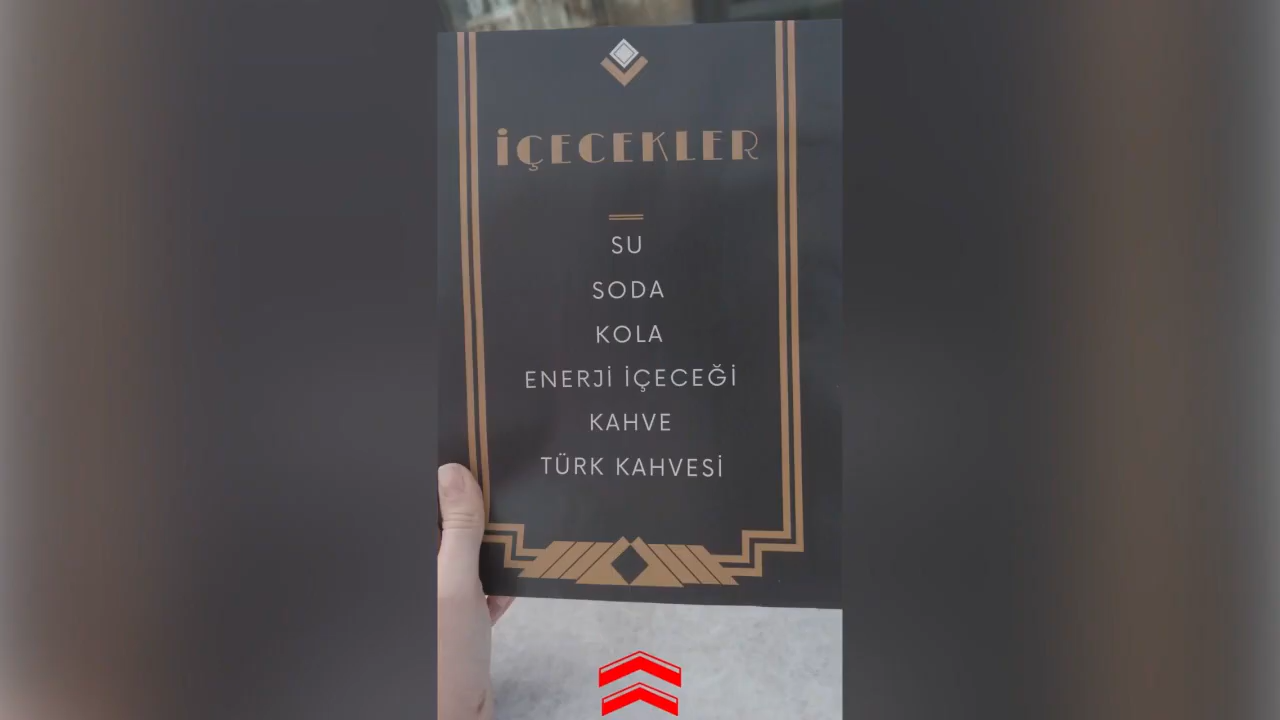 İÇECEKLER
SU
SODA
KOLA
ENERJİ İÇECEĞİ
KAHVE
TÜRK KAHVESİ